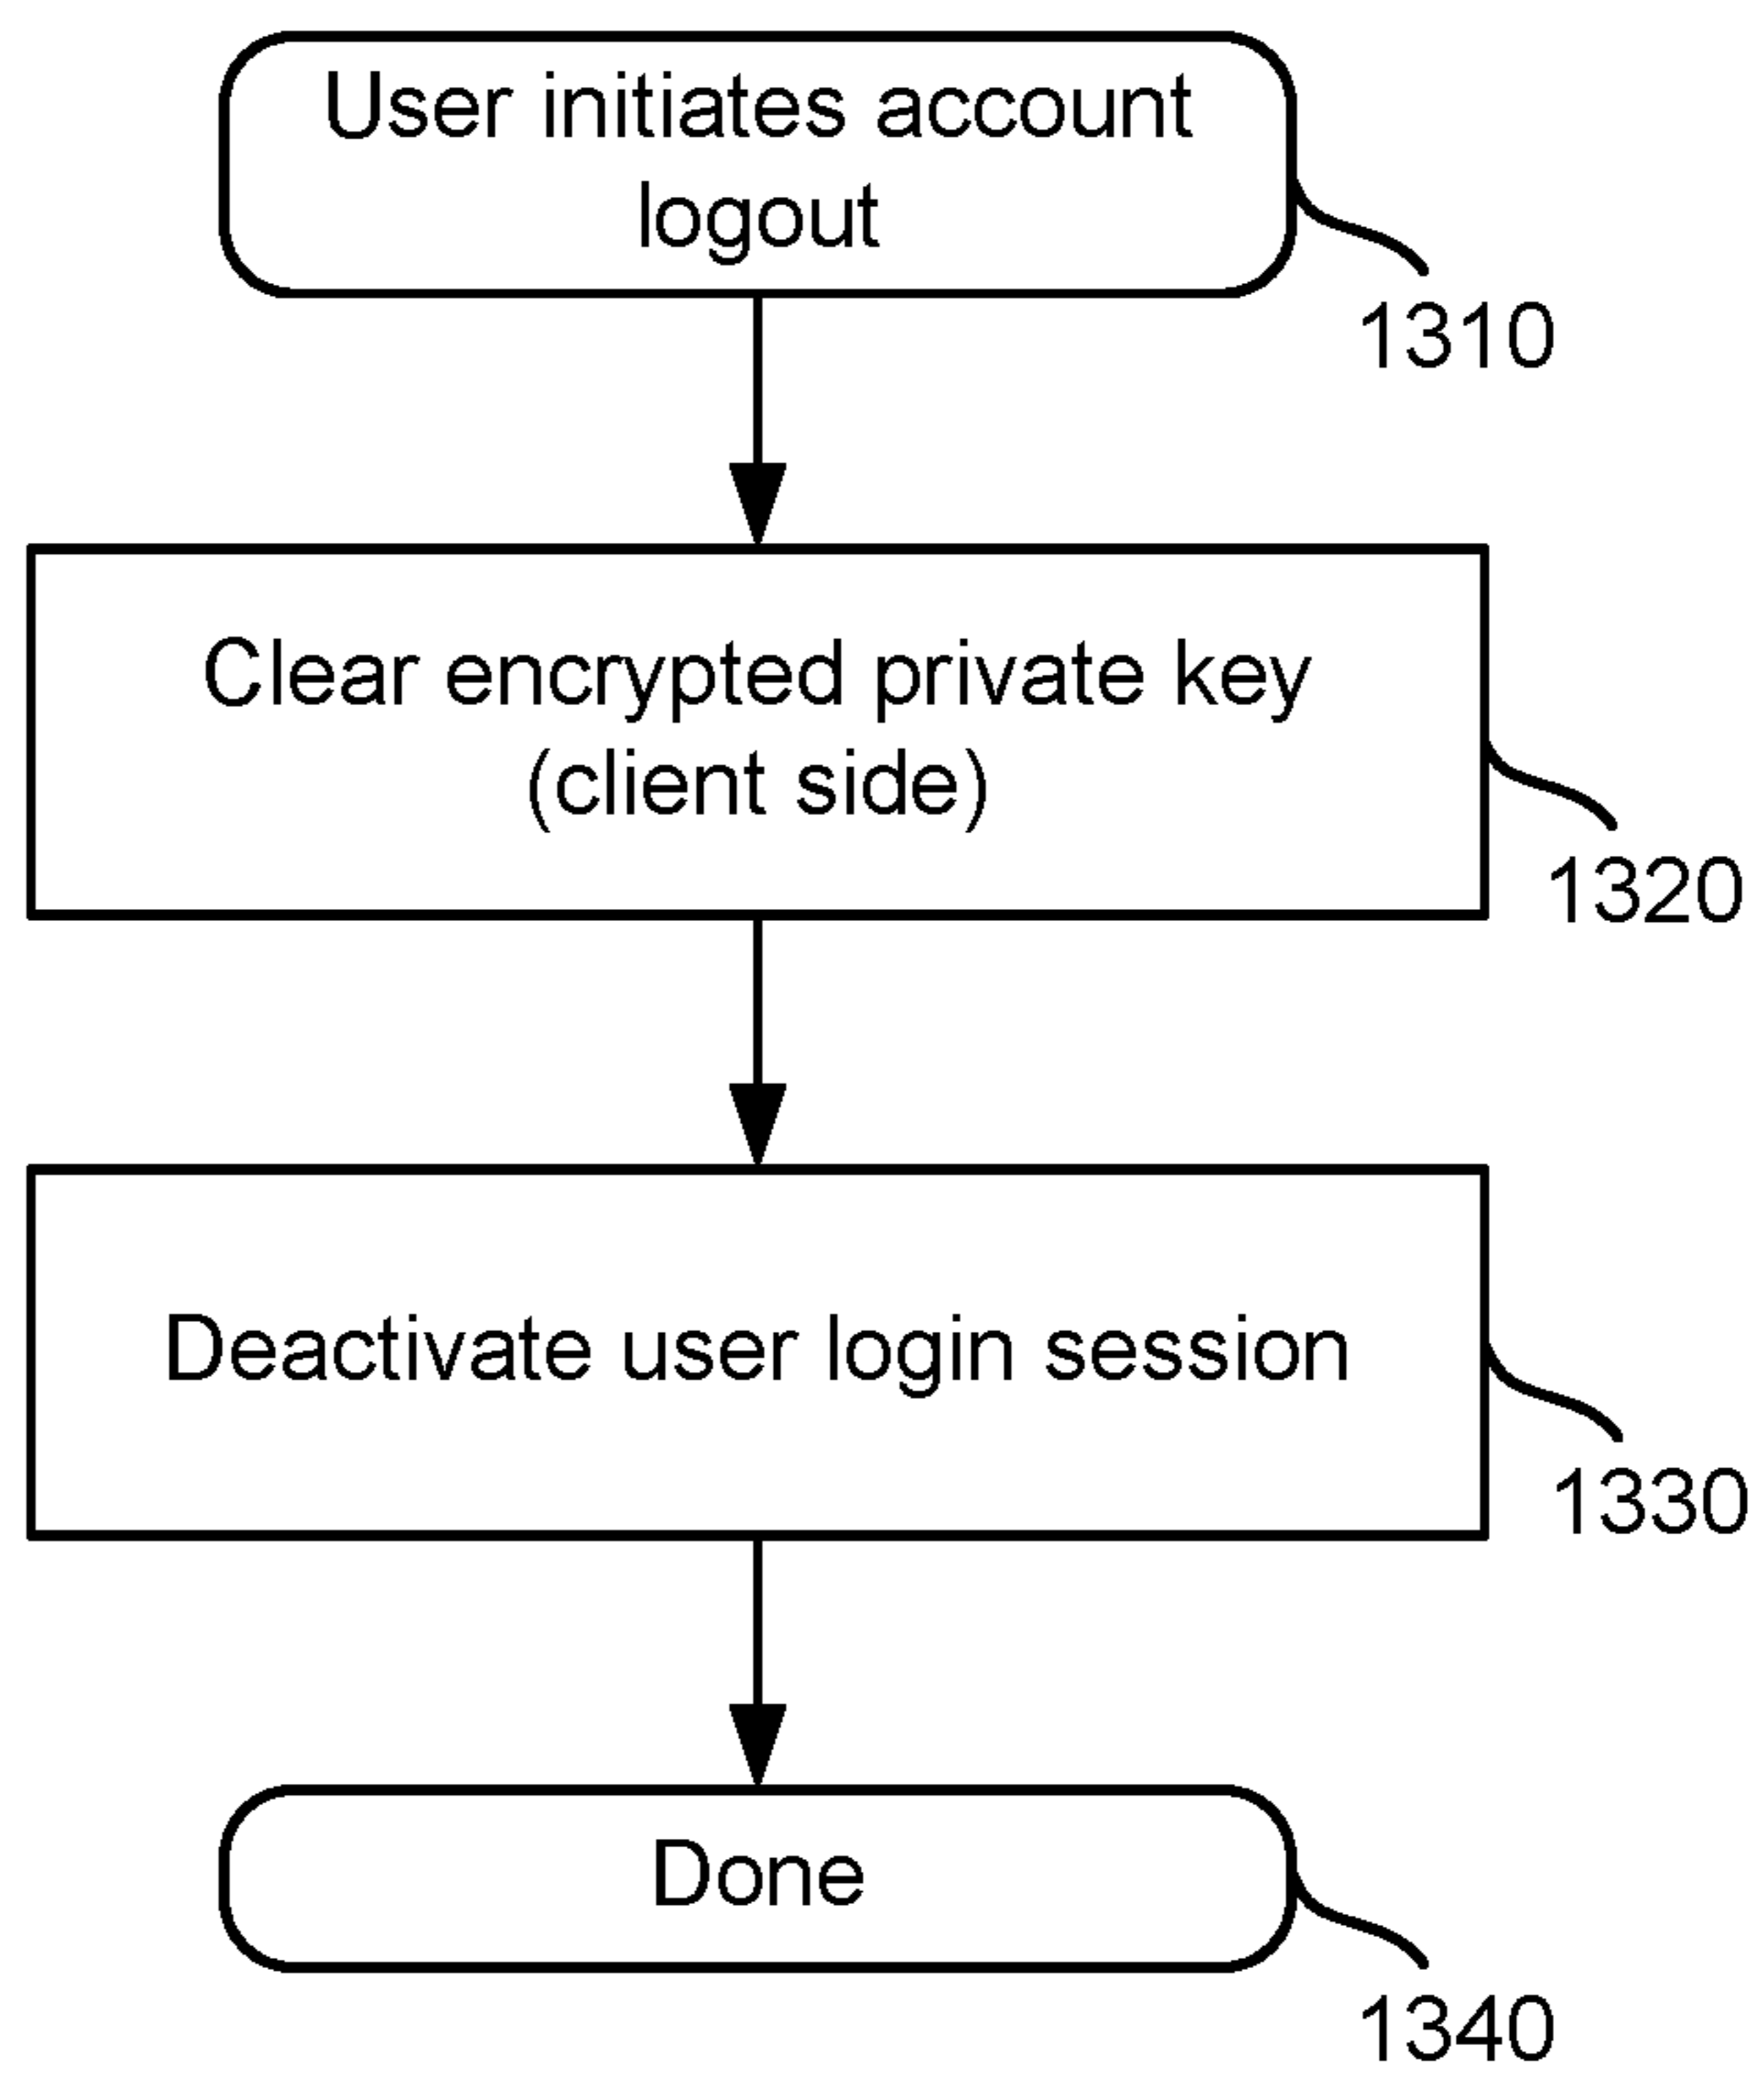 User initiates account
logout
1310
Clear encrypted private key
(client side)
1320
Deactivate user login session
1330
Done
1340